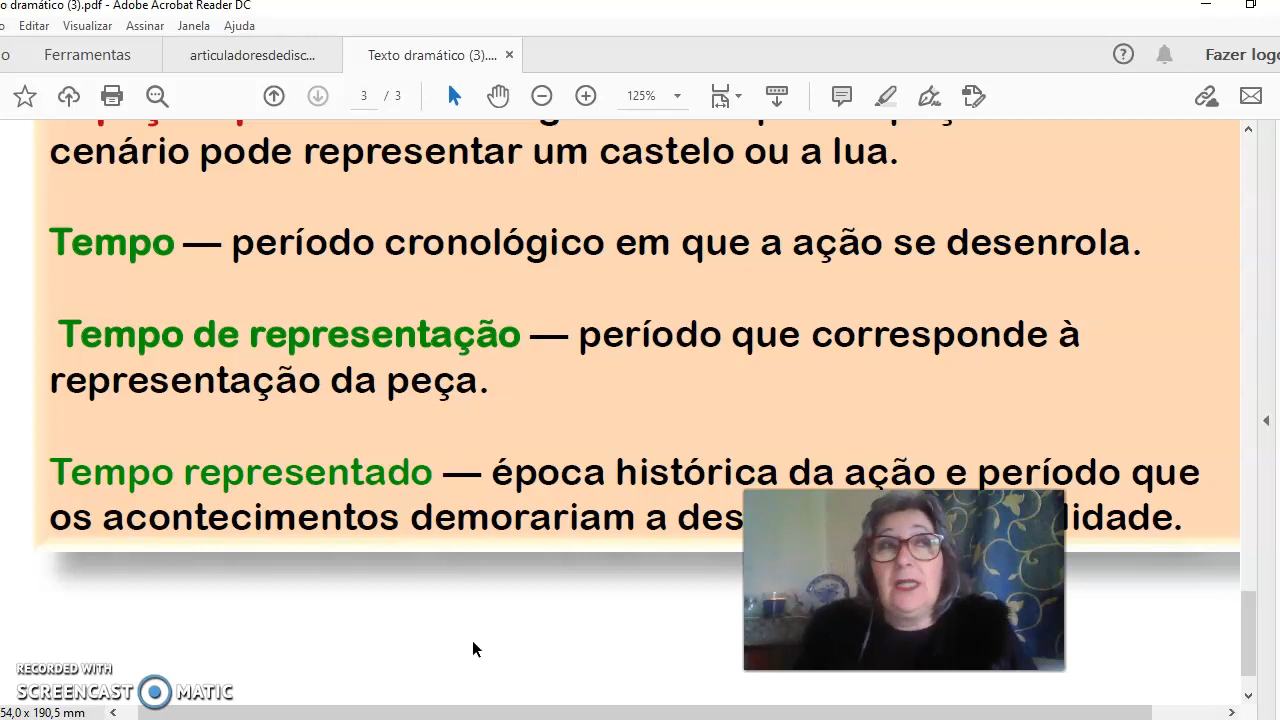 o dramático (3).pdf - Adobe Acrobat Reader DC
Editar Visualizar Assinar Janela Ajuda
Ferramentas articuladoresdedisc... Texto dramático (3).... × Fazer logo
3 / 3 125%
cenário pode representar um castelo ou a lua.
Tempo — período cronológico em que a ação se desenrola.
Tempo de representação — período que corresponde à
representação da peça.
Tempo representado — época histórica da ação e período que
os acontecimentos demorariam a des lidade.
RECORDED WITH
SCREENCAST MATIC
54,0 x 190,5 mm